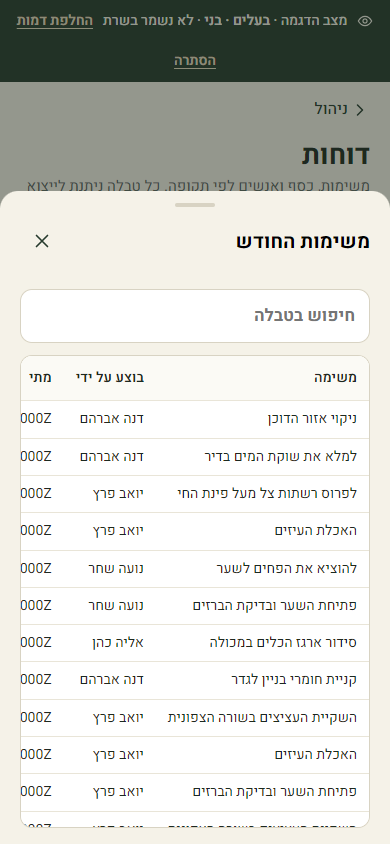 מצב הדגמה · בעלים · בני · לא נשמר בשרת החלפת דמות
הסתרה
ניהול
דוחות
משימות, כסף ואנשים לפי תקופה. כל טבלה ניתנת לייצוא
משימות החודש
חיפוש בטבלה
משימה בוצע על ידי מתי
ניקוי אזור הדוכן דנה אברהם 000Z
למלא את שוקת המים בדיר דנה אברהם 000Z
לפרוס רשתות צל מעל פינת החי יואב פרץ 000Z
האכלת העיזים יואב פרץ 000Z
להוציא את הפחים לשער נועה שחר 000Z
פתיחת השער ובדיקת הברזים נועה שחר 000Z
סידור ארגז הכלים במכולה אליה כהן 000Z
קניית חומרי בניין לגדר דנה אברהם 000Z
השקיית העציצים בשורה הצפונית יואב פרץ 000Z
האכלת העיזים יואב פרץ 000Z
פתיחת השער ובדיקת הברזים יואב פרץ 000Z